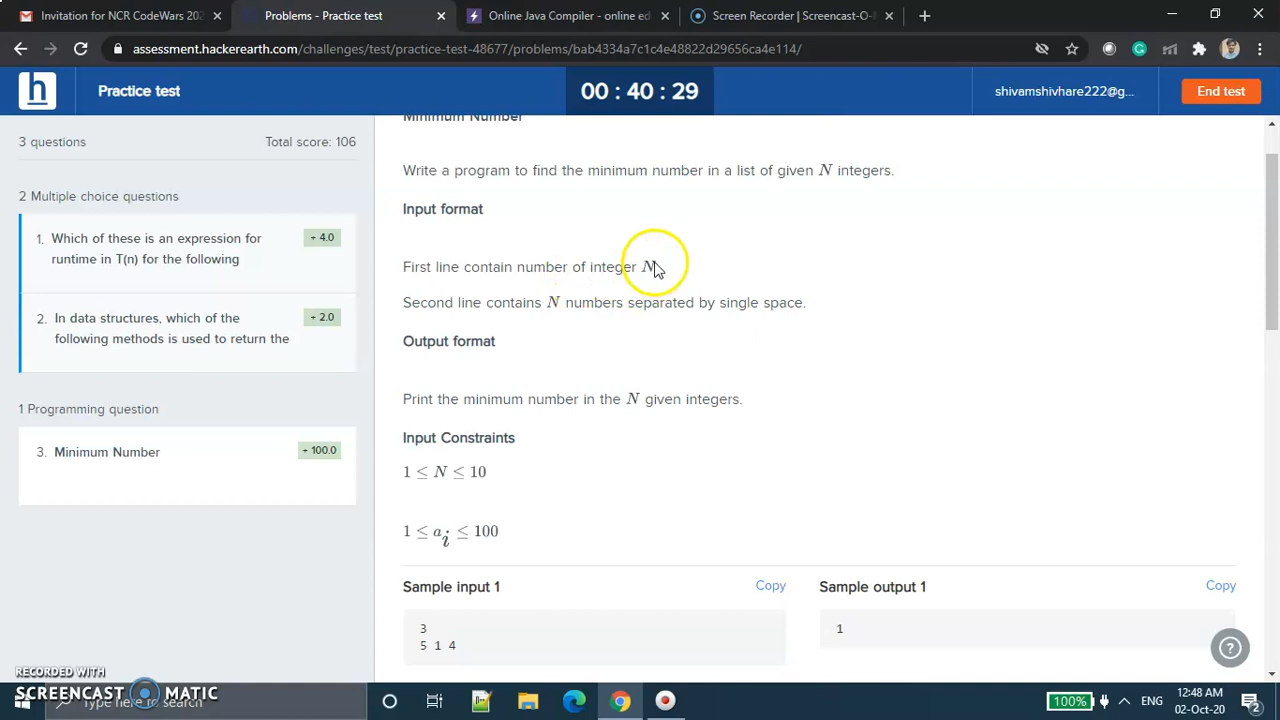 Invitation for NCR CodeWars 202
Problems - Practice test
Online Java Compiler - online ed
Screen Recorder | Screencast-O-M
assessment.hackerearth.com/challenges/test/practice-test-48677/problems/bab4334a7c1c4e48822d29656ca4e114/
h
Practice test
00 : 40 : 29
shivamshivhare222@g...
End test
3 questions
Total score: 106
2 Multiple choice questions
1. Which of these is an expression for
runtime in T(n) for the following
+ 4.0
2. In data structures, which of the
following methods is used to return the
+ 2.0
1 Programming question
3. Minimum Number
+ 100.0
Minimum Number
Write a program to find the minimum number in a list of given N integers.
Input format
First line contain number of integer N
Second line contains N numbers separated by single space.
Output format
Print the minimum number in the N given integers.
Input Constraints
1 ≤ N ≤ 10
1 ≤ a_i ≤ 100
Sample input 1
Copy
3
5 1 4
Sample output 1
Copy
1
?
RECORDED WITH
SCREENCAST MATIC
Type here to search
100%
ENG
12:48 AM
02-Oct-20
2